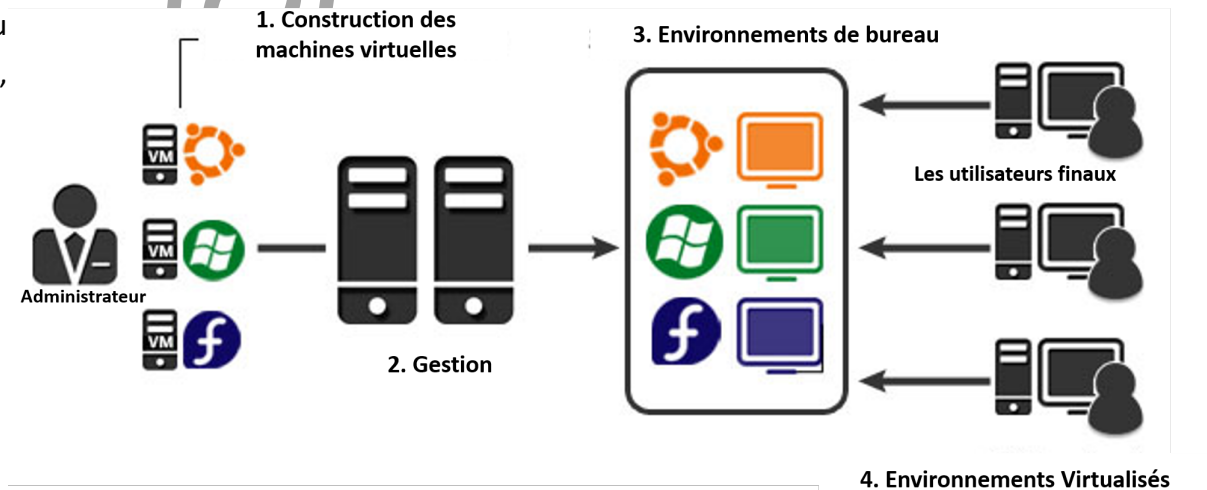 1. Construction des
machines virtuelles
3. Environnements de bureau
VM
VM
VM
Administrateur
2. Gestion
Les utilisateurs finaux
4. Environnements Virtualisés